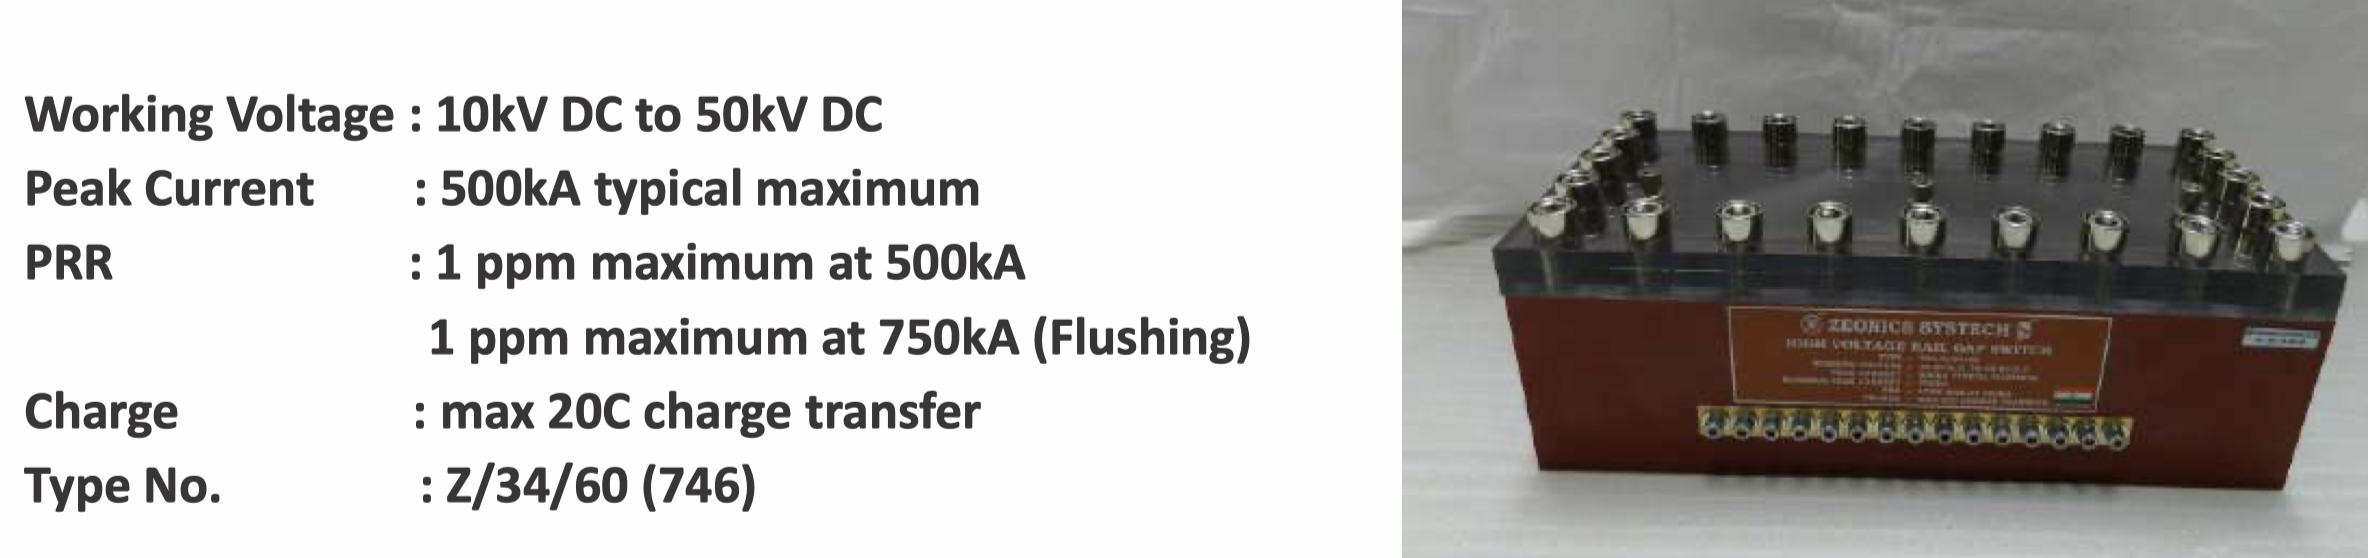 Working Voltage : 10kV DC to 50kV DC
Peak Current : 500kA typical maximum
PRR : 1 ppm maximum at 500kA
1 ppm maximum at 750kA (Flushing)
Charge : max 20C charge transfer
Type No. : Z/34/60 (746)
ZEONICS SYSTECH
HIGH VOLTAGE RAIL GAP SWITCH